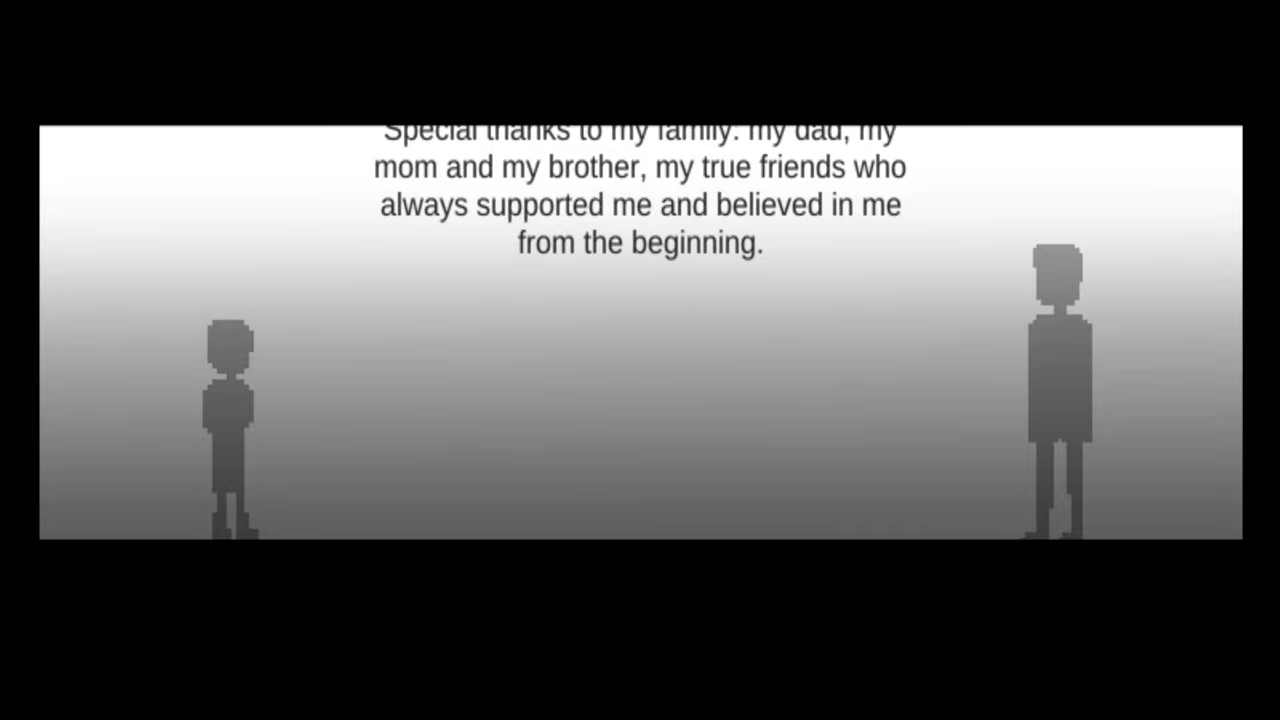 Special thanks to my family: my dad, my
mom and my brother, my true friends who
always supported me and believed in me
from the beginning.